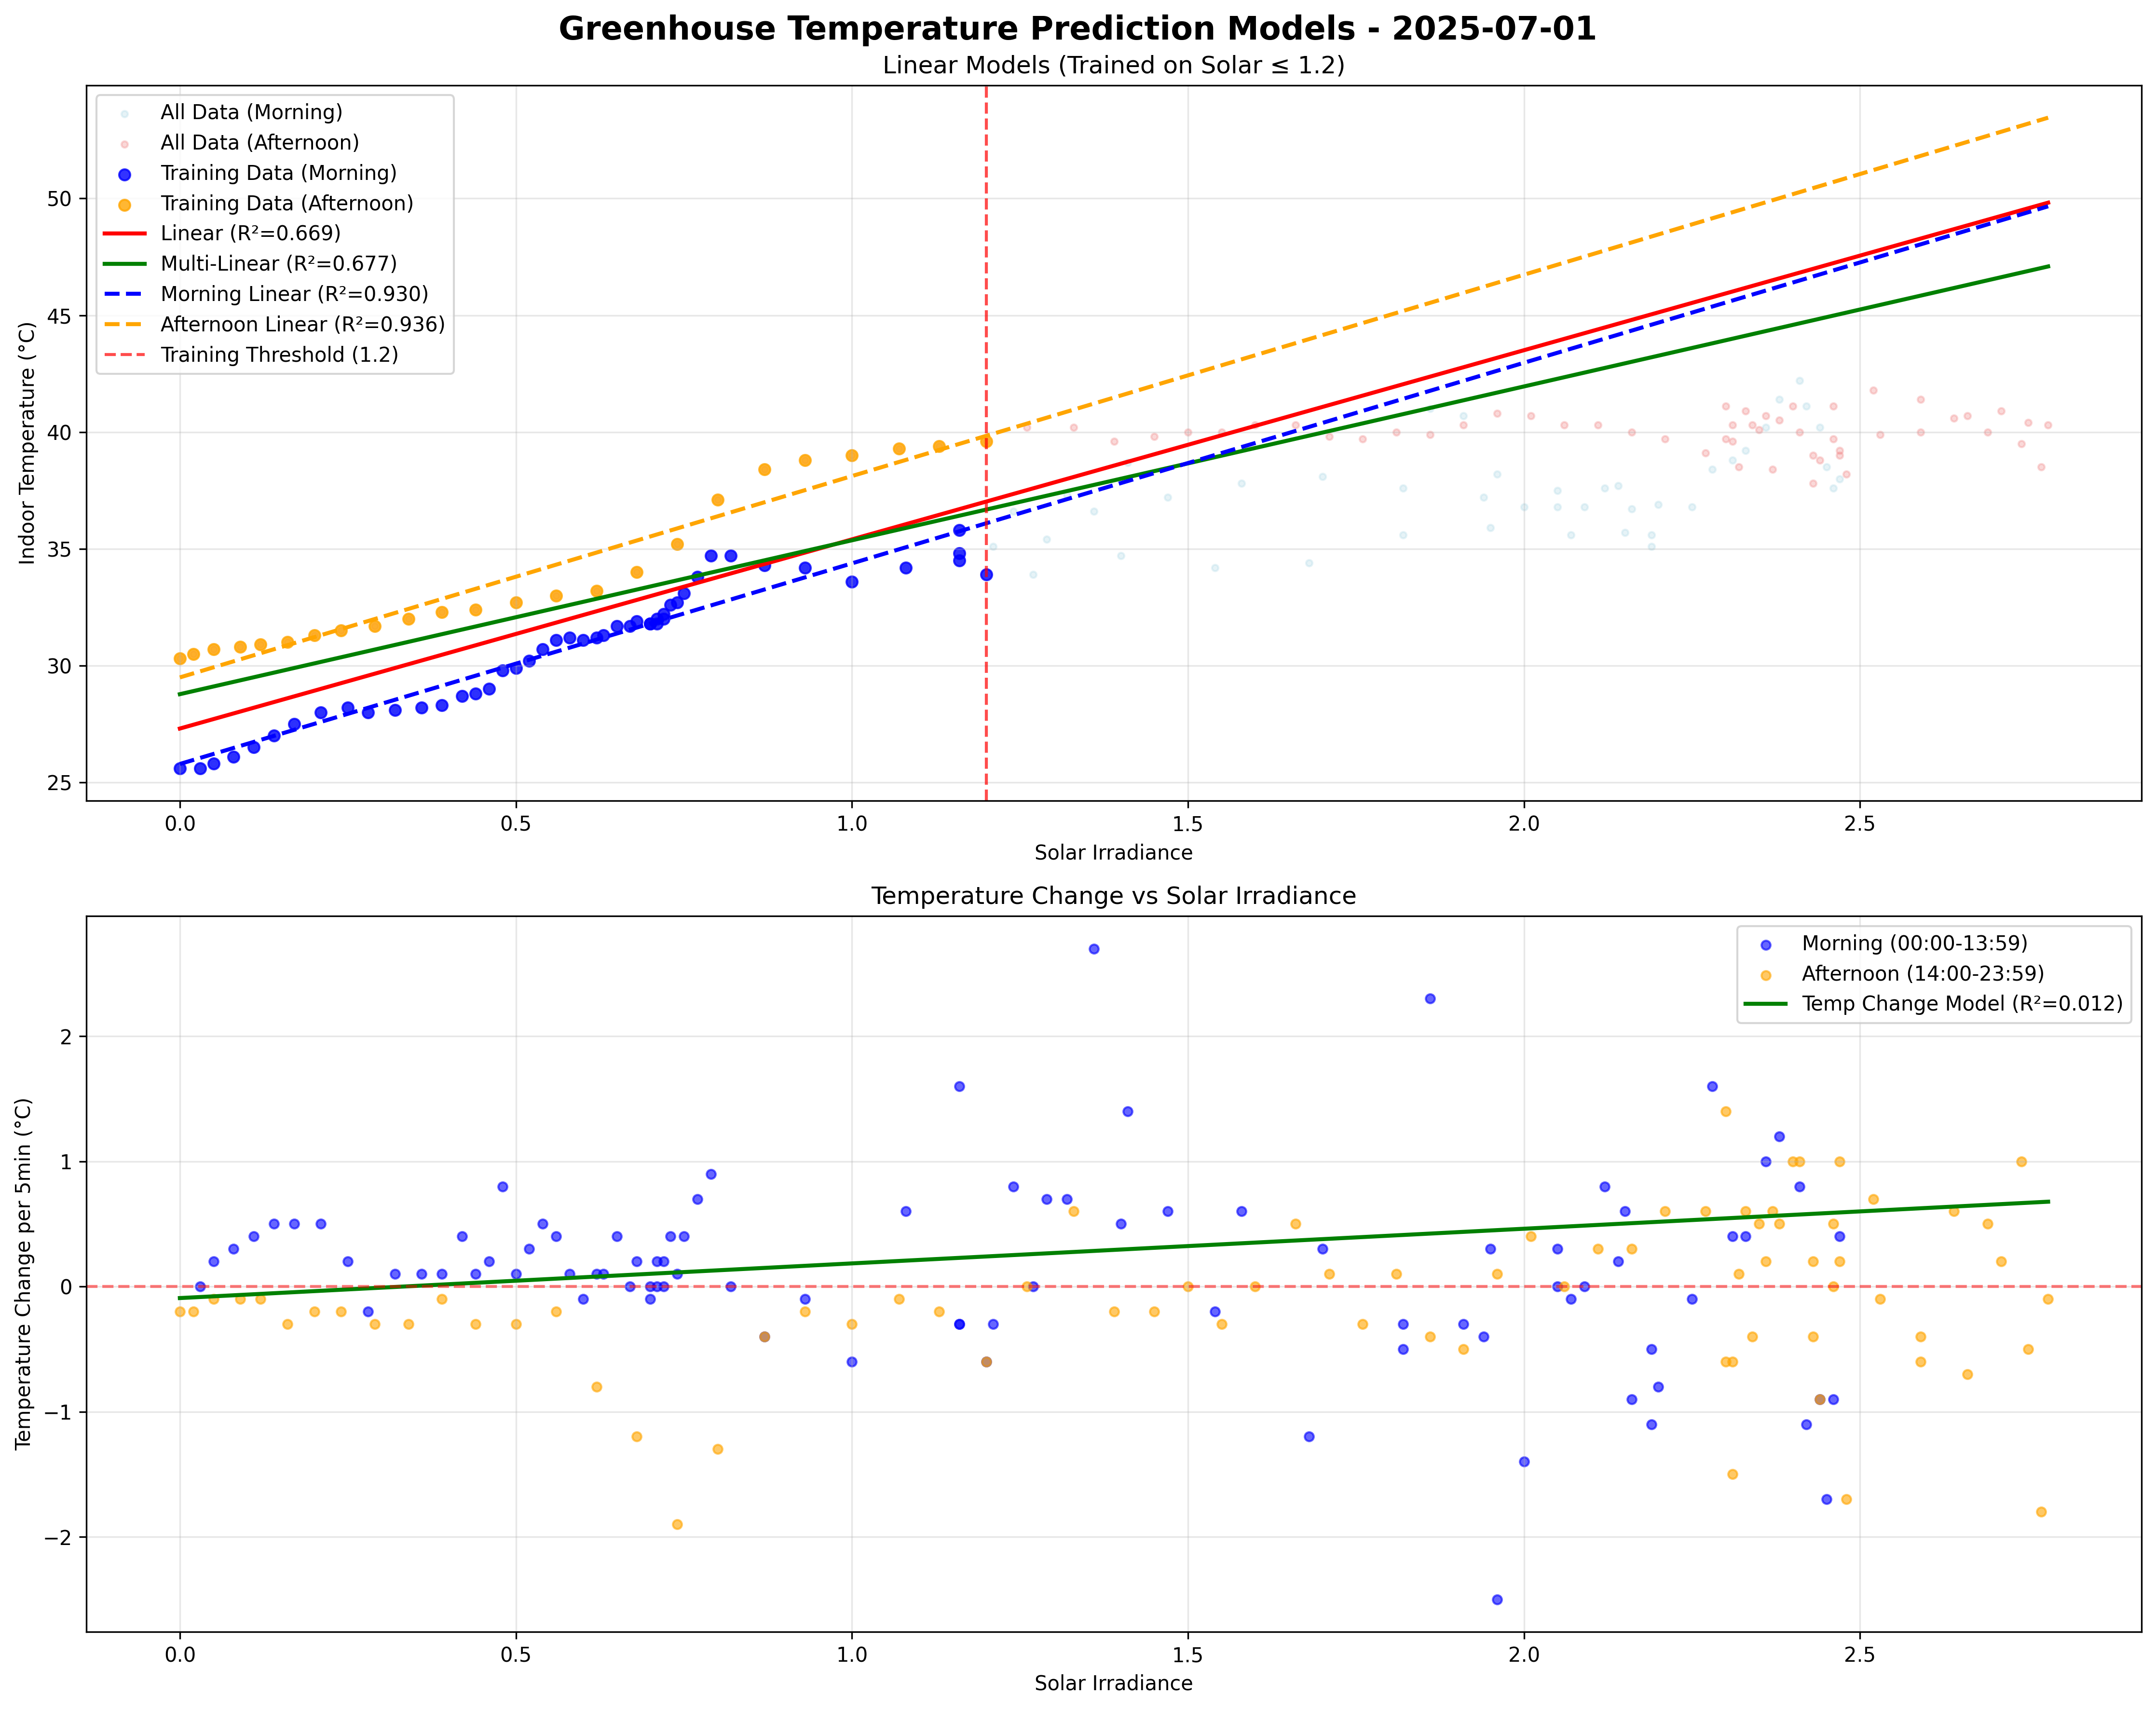 Greenhouse Temperature Prediction Models - 2025-07-01
Linear Models (Trained on Solar ≤ 1.2)
All Data (Morning)
All Data (Afternoon)
Training Data (Morning)
Training Data (Afternoon)
Linear (R²=0.669)
Multi-Linear (R²=0.677)
Morning Linear (R²=0.930)
Afternoon Linear (R²=0.936)
Training Threshold (1.2)
Indoor Temperature (°C)
50
45
40
35
30
25
0.0 0.5 1.0 1.5 2.0 2.5
Solar Irradiance
Temperature Change vs Solar Irradiance
Morning (00:00-13:59)
Afternoon (14:00-23:59)
Temp Change Model (R²=0.012)
Temperature Change per 5min (°C)
2
1
0
−1
−2
0.0 0.5 1.0 1.5 2.0 2.5
Solar Irradiance